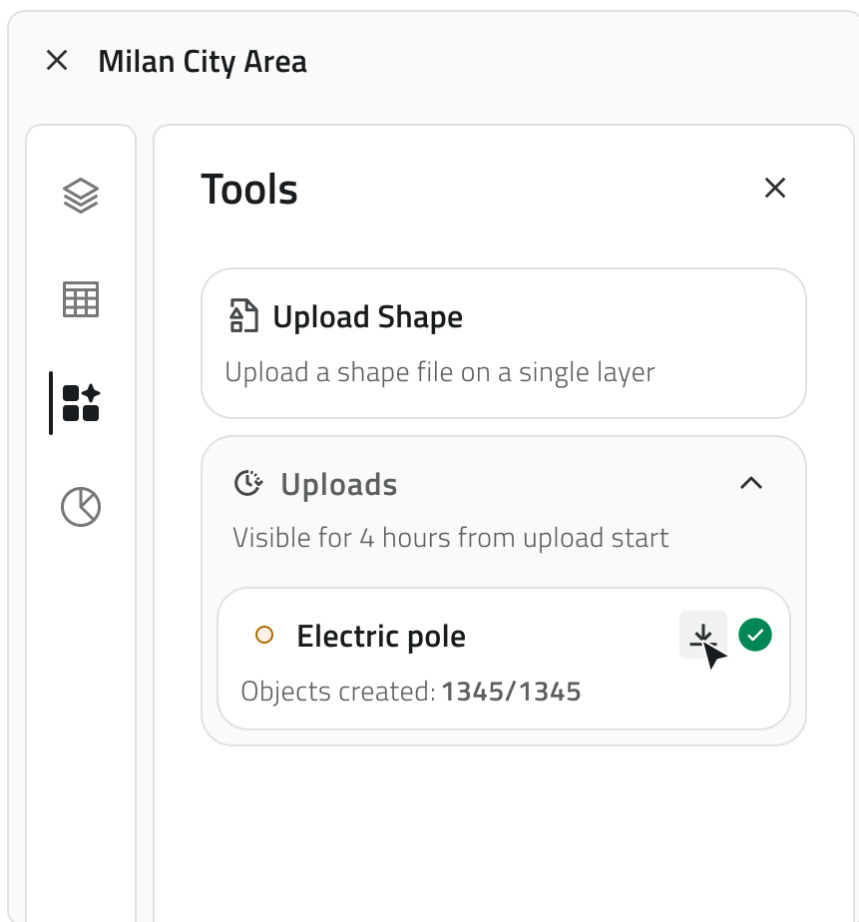 Milan City Area
Tools
Upload Shape
Upload a shape file on a single layer
Uploads
Visible for 4 hours from upload start
Electric pole
Objects created: 1345/1345